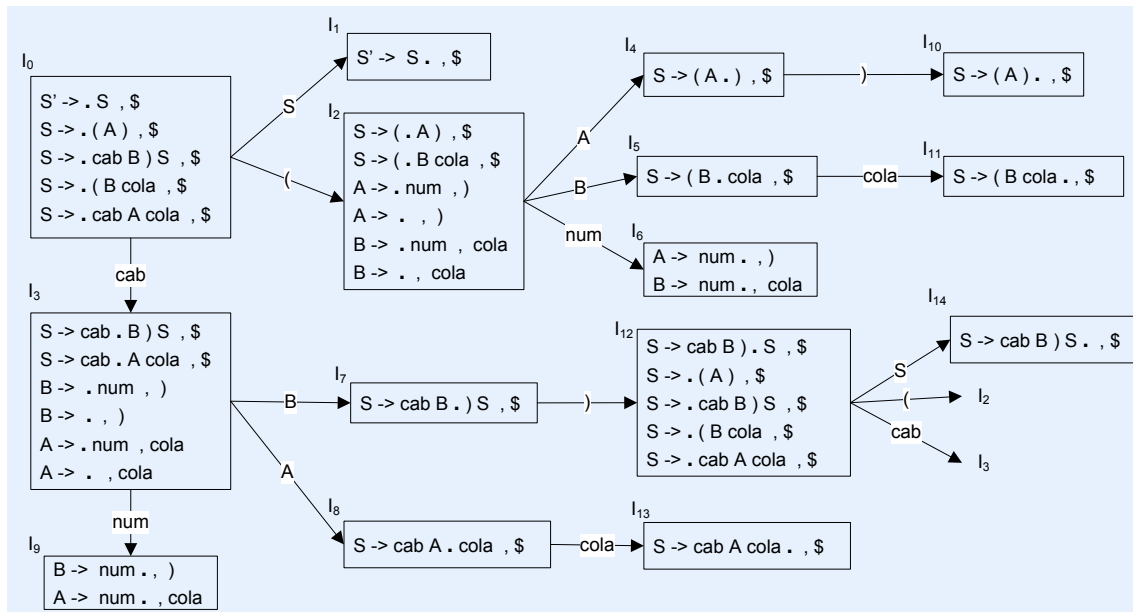 I0
S' -> . S , $
S -> . ( A ) , $
S -> . cab B ) S , $
S -> . ( B cola , $
S -> . cab A cola , $
S
(
cab
I1
S' -> S . , $
I2
S -> ( . A ) , $
S -> ( . B cola , $
A -> . num , )
A -> . , )
B -> . num , cola
B -> . , cola
A
B
num
I4
S -> ( A . ) , $
)
I10
S -> ( A ) . , $
I5
S -> ( B . cola , $
cola
I11
S -> ( B cola . , $
I6
A -> num . , )
B -> num . , cola
I3
S -> cab . B ) S , $
S -> cab . A cola , $
B -> . num , )
B -> . , )
A -> . num , cola
A -> . , cola
B
A
num
I7
S -> cab B . ) S , $
)
I12
S -> cab B ) . S , $
S -> . ( A ) , $
S -> . cab B ) S , $
S -> . ( B cola , $
S -> . cab A cola , $
S
(
cab
I14
S -> cab B ) S . , $
I2
I3
I8
S -> cab A . cola , $
cola
I13
S -> cab A cola . , $
I9
B -> num . , )
A -> num . , cola